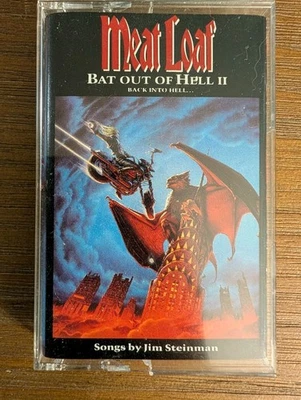 Meat Loaf
BAT OUT OF HELL II
BACK INTO HELL...
Songs by Jim Steinman